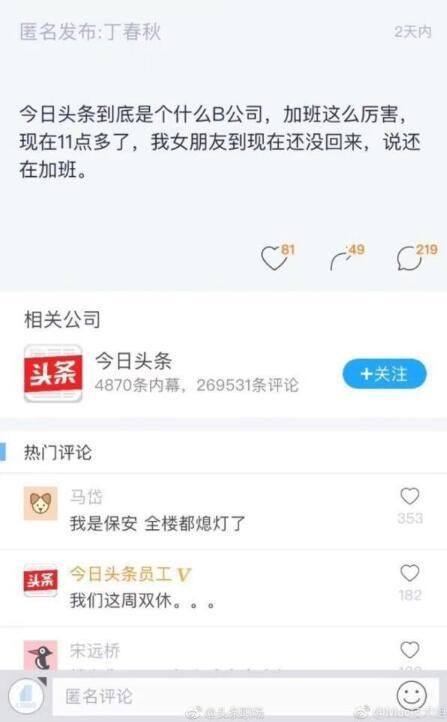 匿名发布:丁春秋
2天内
今日头条到底是个什么B公司，加班这么厉害，
现在11点多了，我女朋友到现在还没回来，说还
在加班。
81
49
219
相关公司
头条
今日头条
4870条内幕，269531条评论
+关注
热门评论
马岱
我是保安 全楼都熄灯了
353
头条
今日头条员工 V
我们这周双休。。。
182
宋远桥
匿名评论
@头条职场